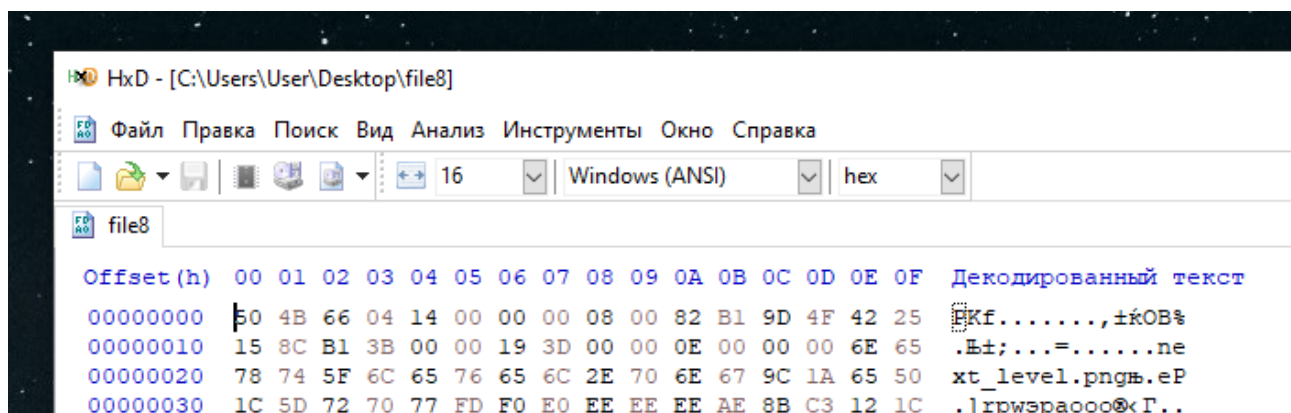 HxD - [C:\Users\User\Desktop\file8]
Файл Правка Поиск Вид Анализ Инструменты Окно Справка
16 Windows (ANSI) hex
file8
Offset(h) 00 01 02 03 04 05 06 07 08 09 0A 0B 0C 0D 0E 0F Декодированный текст
00000000 50 4B 66 04 14 00 00 00 08 00 82 B1 9D 4F 42 25 PKf.......‚±ќOB%
00000010 15 8C B1 3B 00 00 19 3D 00 00 0E 00 00 00 6E 65 .Њ±;...=......ne
00000020 78 74 5F 6C 65 76 65 6C 2E 70 6E 67 9C 1A 65 50 xt_level.pngњ.eP
00000030 1C 5D 72 70 77 FD F0 E0 EE EE EE AE 8B C3 12 1C .]rpwэраооо®‹Г..